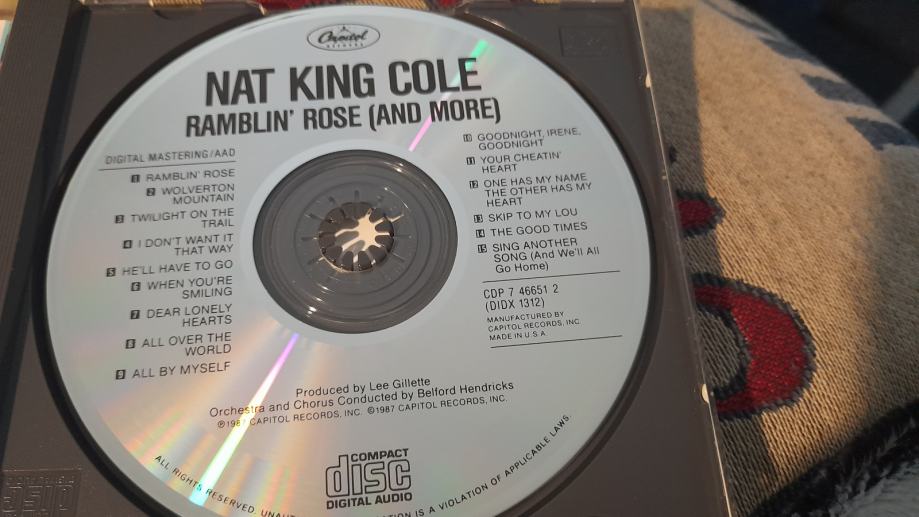 Capitol
RECORDS
NAT KING COLE
RAMBLIN' ROSE (AND MORE)
DIGITAL MASTERING/AAD
1 RAMBLIN' ROSE
2 WOLVERTON
MOUNTAIN
3 TWILIGHT ON THE
TRAIL
4 I DON'T WANT IT
THAT WAY
5 HE'LL HAVE TO GO
6 WHEN YOU'RE
SMILING
7 DEAR LONELY
HEARTS
8 ALL OVER THE
WORLD
9 ALL BY MYSELF
10 GOODNIGHT, IRENE,
GOODNIGHT
11 YOUR CHEATIN'
HEART
12 ONE HAS MY NAME
THE OTHER HAS MY
HEART
13 SKIP TO MY LOU
14 THE GOOD TIMES
15 SING ANOTHER
SONG (And We'll All
Go Home)
CDP 7 46651 2
(DIDX 1312)
MANUFACTURED BY
CAPITOL RECORDS, INC.
MADE IN U.S.A.
Produced by Lee Gillette
Orchestra and Chorus Conducted by Belford Hendricks
℗1987 CAPITOL RECORDS, INC. ©1987 CAPITOL RECORDS, INC.
COMPACT
disc
DIGITAL AUDIO
ALL RIGHTS RESERVED. IS A VIOLATION OF APPLICABLE LAWS.